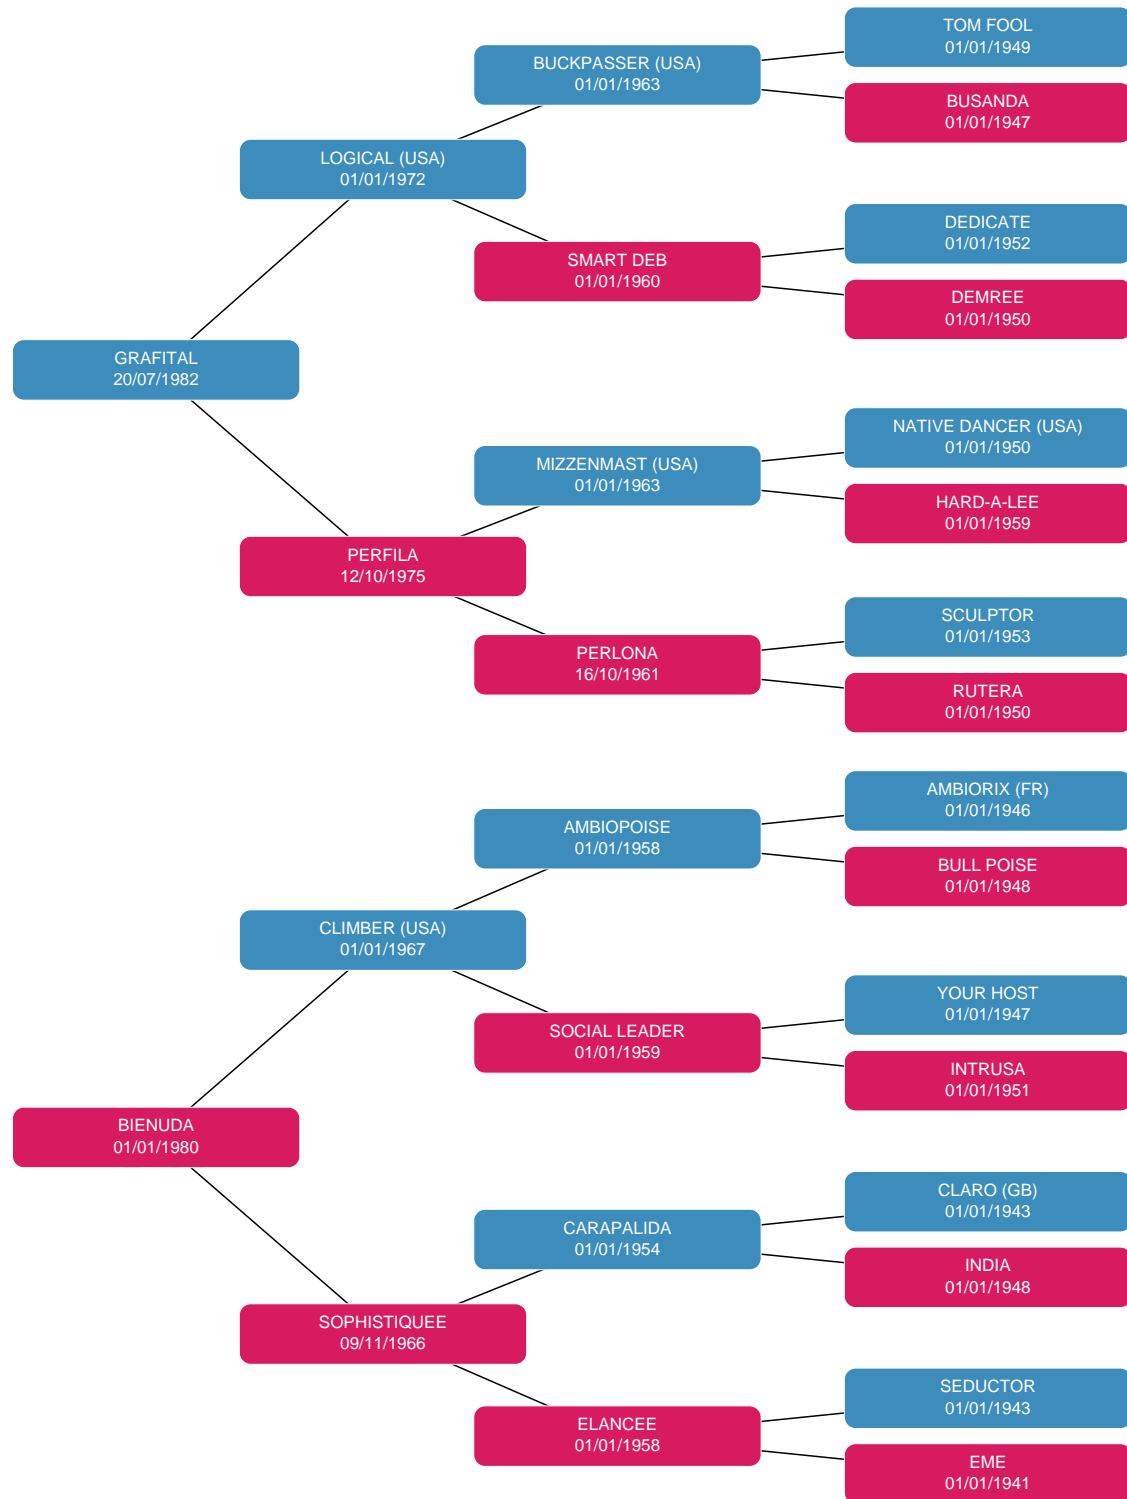 TOM FOOL
01/01/1949
BUCKPASSER (USA)
01/01/1963
BUSANDA
01/01/1947
LOGICAL (USA)
01/01/1972
DEDICATE
01/01/1952
SMART DEB
01/01/1960
DEMREE
01/01/1950
GRAFITAL
20/07/1982
NATIVE DANCER (USA)
01/01/1950
MIZZENMAST (USA)
01/01/1963
HARD-A-LEE
01/01/1959
PERFILA
12/10/1975
SCULPTOR
01/01/1953
PERLONA
16/10/1961
RUTERA
01/01/1950
AMBIORIX (FR)
01/01/1946
AMBIOPOISE
01/01/1958
BULL POISE
01/01/1948
CLIMBER (USA)
01/01/1967
YOUR HOST
01/01/1947
SOCIAL LEADER
01/01/1959
INTRUSA
01/01/1951
BIENUDA
01/01/1980
CLARO (GB)
01/01/1943
CARAPALIDA
01/01/1954
INDIA
01/01/1948
SOPHISTIQUEE
09/11/1966
SEDUCTOR
01/01/1943
ELANCEE
01/01/1958
EME
01/01/1941